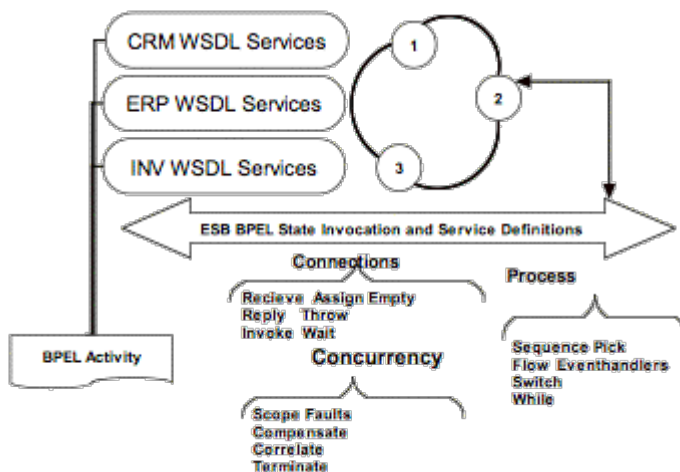 CRM WSDL Services
1
ERP WSDL Services
2
INV WSDL Services
3
ESB BPEL State Invocation and Service Definitions
Connections
Process
Recieve Assign Empty
Reply Throw
Invoke Wait
BPEL Activity
Concurrency
Sequence Pick
Flow Eventhandlers
Switch
While
Scope Faults
Compensate
Correlate
Terminate